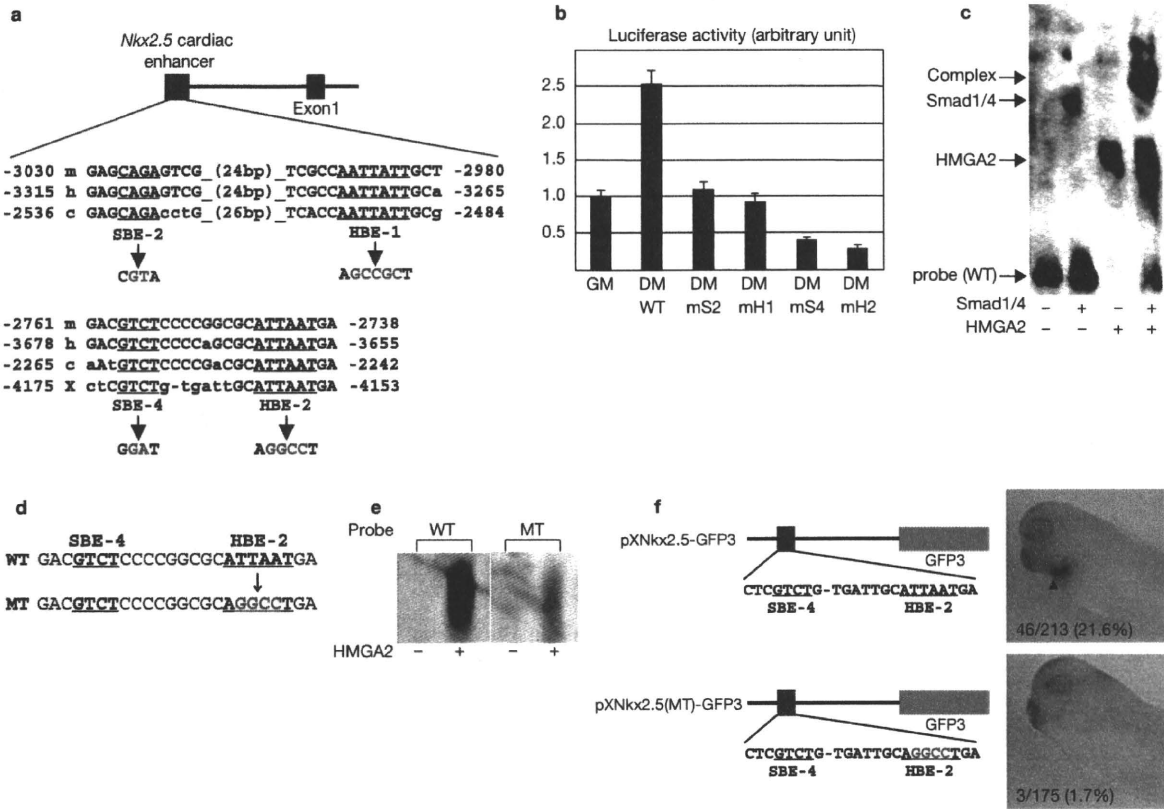 a
Nkx2.5 cardiac
enhancer
Exon1
-3030 m GAGCAGAGTCG_(24bp)_TCGCCAATTATTGCT -2980
-3315 h GAGCAGAGTCG_(24bp)_TCGCCAATTATTGCa -3265
-2536 c GAGCAGAcctG_(26bp)_TCACCAATTATTGCg -2484
SBE-2 HBE-1
CGTA AGCCGCT
-2761 m GACGTCTCCCCGGCGCATTAATGA -2738
-3678 h GACGTCTCCCCaGCGCATTAATGA -3655
-2265 c aAtGTCTCCCCGaCGCATTAATGA -2242
-4175 X ctCGTCTg-tgattGCATTAATGA -4153
SBE-4 HBE-2
GGAT AGGCCT
b
Luciferase activity (arbitrary unit)
2.5
2.0
1.5
1.0
0.5
GM DM DM DM DM DM
WT mS2 mH1 mS4 mH2
c
Complex
Smad1/4
HMGA2
probe (WT)
Smad1/4 - + - +
HMGA2 - - + +
d
SBE-4 HBE-2
WT GACGTCTCCCCGGCGCATTAATGA
MT GACGTCTCCCCGGCGCAGGCCTGA
e
Probe WT MT
HMGA2 - + - +
f
pXNkx2.5-GFP3
GFP3
CTCGTCTG-TGATTGCATTAATGA
SBE-4 HBE-2
46/213 (21.6%)
pXNkx2.5(MT)-GFP3
GFP3
CTCGTCTG-TGATTGCAGGCCTGA
SBE-4 HBE-2
3/175 (1.7%)